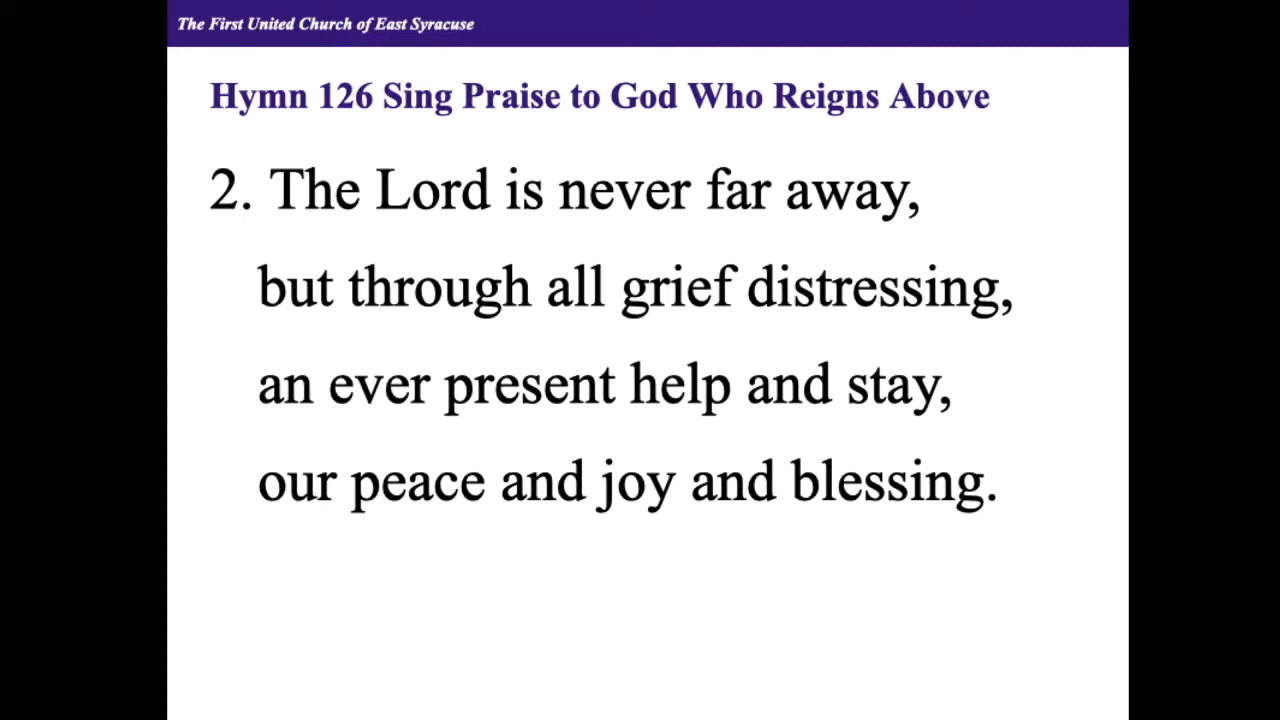 The First United Church of East Syracuse
Hymn 126 Sing Praise to God Who Reigns Above
2. The Lord is never far away,
but through all grief distressing,
an ever present help and stay,
our peace and joy and blessing.